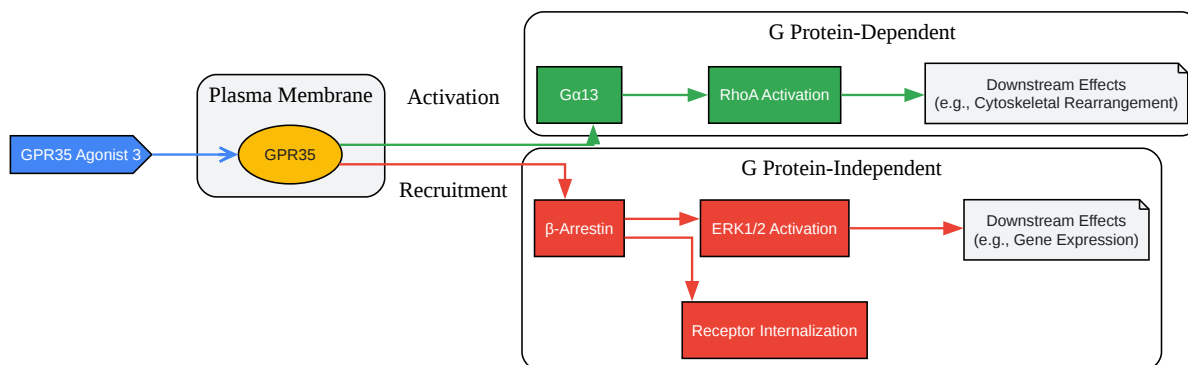 G Protein-Dependent
Plasma Membrane
Activation
Gα13
RhoA Activation
Downstream Effects
(e.g., Cytoskeletal Rearrangement)
GPR35 Agonist 3
GPR35
Recruitment
G Protein-Independent
β-Arrestin
ERK1/2 Activation
Downstream Effects
(e.g., Gene Expression)
Receptor Internalization